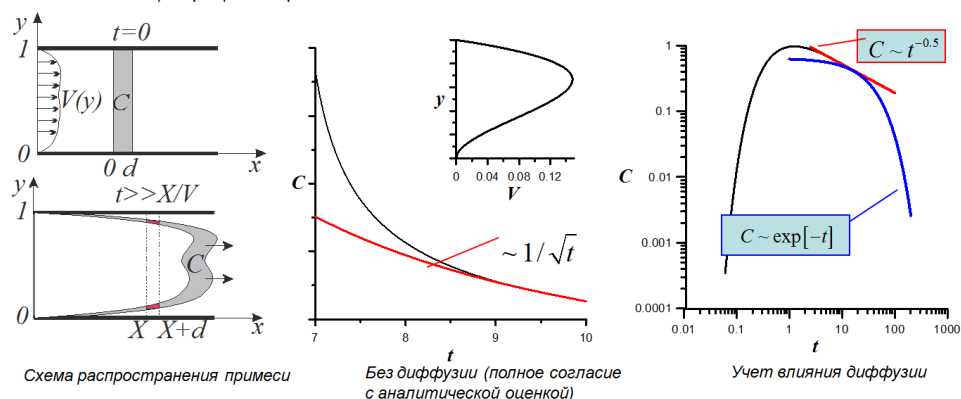 y
t=0
1
V(y)
C
0
0 d
x
y
t>>X/V
1
C
0
X
X+d
x
Схема распространения примеси
C
y
0
0.04
0.08
0.12
V
~1/√t
7
8
9
10
t
Без диффузии (полное согласие
с аналитической оценкой)
1
0.1
0.01
0.001
0.0001
C
C ~ t^-0.5
C ~ exp[-t]
0.01
0.1
1
10
100
1000
t
Учет влияния диффузии